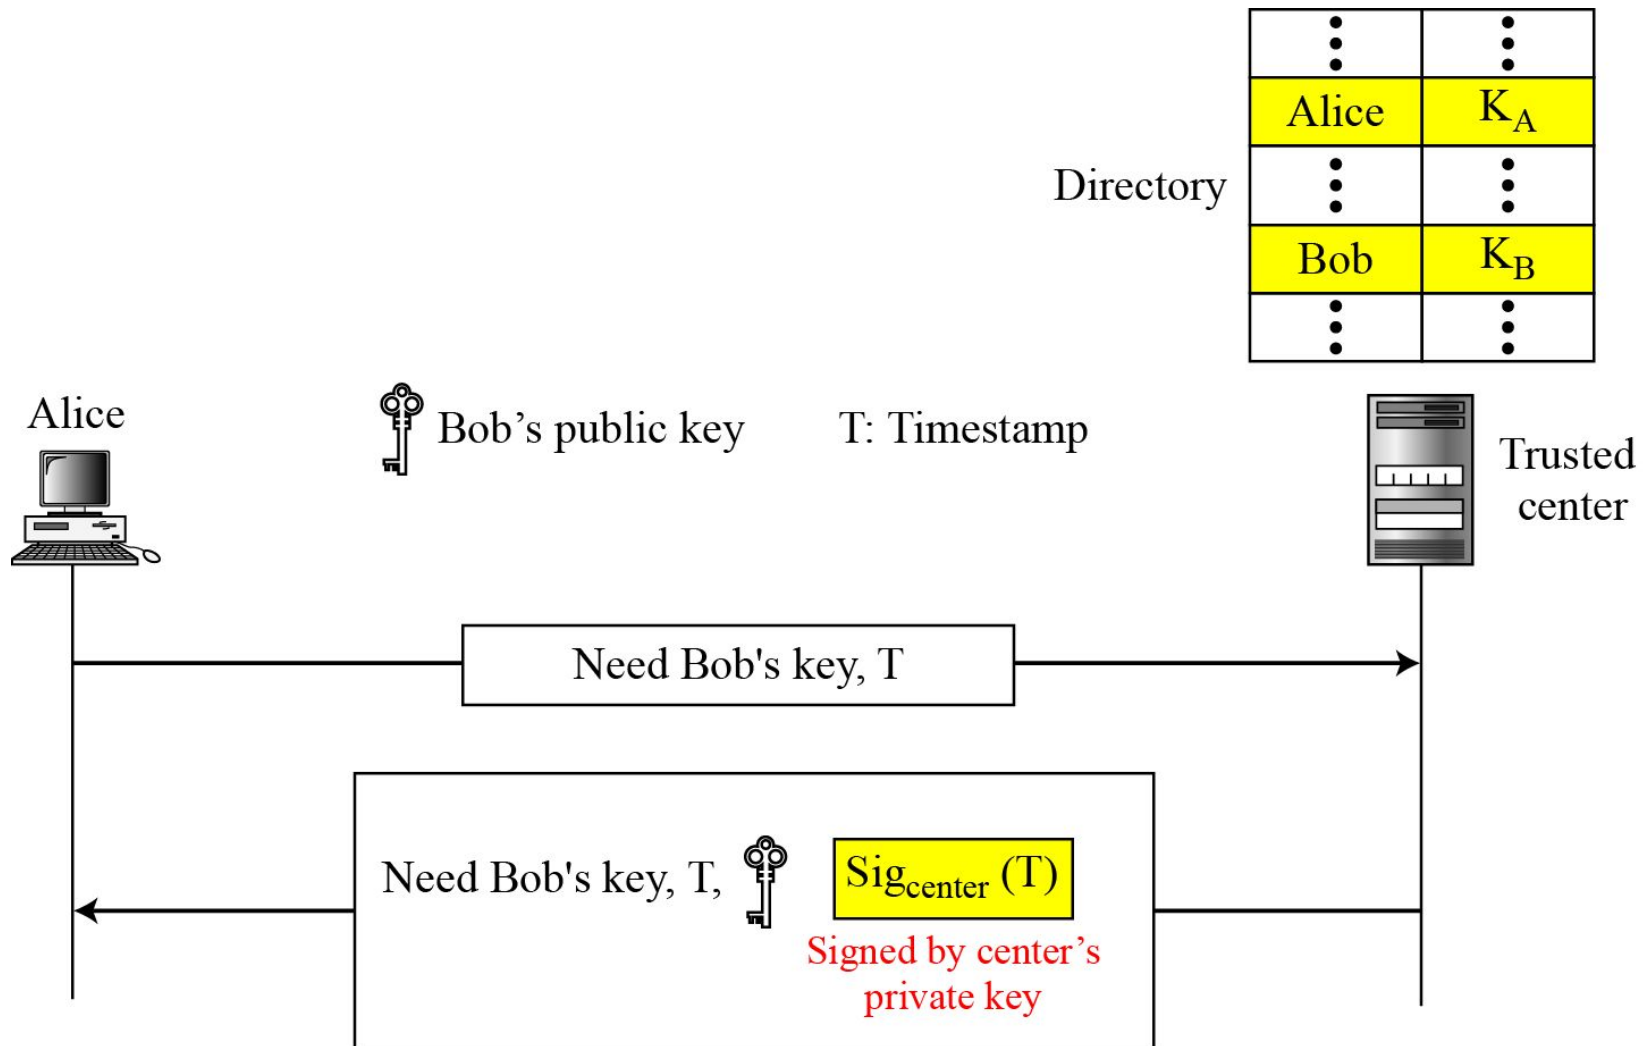 Alice K_A
Directory
Bob K_B
Alice
Bob’s public key
T: Timestamp
Trusted
center
Need Bob's key, T
Need Bob's key, T,
Sig_center (T)
Signed by center’s
private key